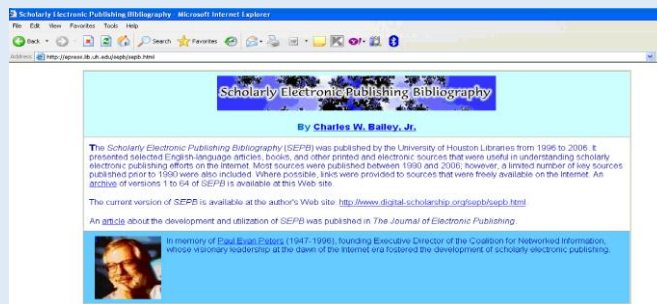 Scholarly Electronic Publishing Bibliography - Microsoft Internet Explorer
File Edit View Favorites Tools Help
Back Search Favorites
Address http://epress.lib.uh.edu/sepb/sepb.html
Scholarly Electronic Publishing Bibliography
By Charles W. Bailey, Jr.
The Scholarly Electronic Publishing Bibliography (SEPB) was published by the University of Houston Libraries from 1996 to 2006. It
presented selected English-language articles, books, and other printed and electronic sources that were useful in understanding scholarly
electronic publishing efforts on the Internet. Most sources were published between 1990 and 2006; however, a limited number of key sources
published prior to 1990 were also included. Where possible, links were provided to sources that were freely available on the Internet. An
archive of versions 1 to 64 of SEPB is available at this Web site.
The current version of SEPB is available at the author's Web site: http://www.digital-scholarship.org/sepb/sepb.html.
An article about the development and utilization of SEPB was published in The Journal of Electronic Publishing.
In memory of Paul Evan Peters (1947-1996), founding Executive Director of the Coalition for Networked Information,
whose visionary leadership at the dawn of the Internet era fostered the development of scholarly electronic publishing.